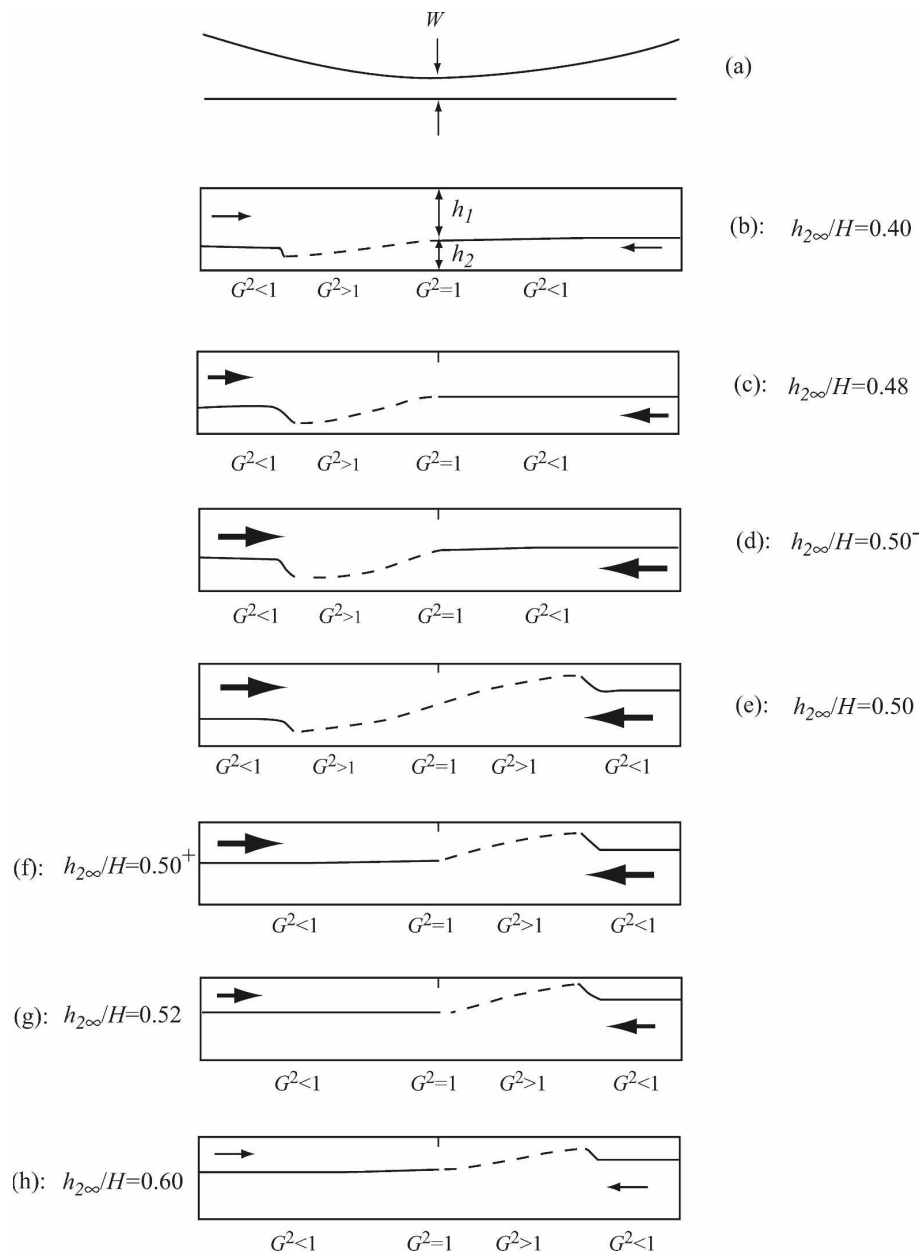 W
(a)
h₁
h₂
(b): h₂∞/H=0.40
G²<1 G²>1 G²=1 G²<1
(c): h₂∞/H=0.48
G²<1 G²>1 G²=1 G²<1
(d): h₂∞/H=0.50⁻
G²<1 G²>1 G²=1 G²<1
(e): h₂∞/H=0.50
G²<1 G²>1 G²=1 G²>1 G²<1
(f): h₂∞/H=0.50⁺
G²<1 G²=1 G²>1 G²<1
(g): h₂∞/H=0.52
G²<1 G²=1 G²>1 G²<1
(h): h₂∞/H=0.60
G²<1 G²=1 G²>1 G²<1